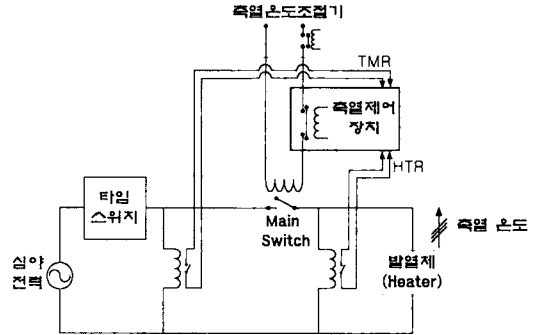 축열온도조절기
TMR
축열제어
장치
HTR
타임
스위치
Main
Switch
축열 온도
심야
전력
발열체
(Heater)